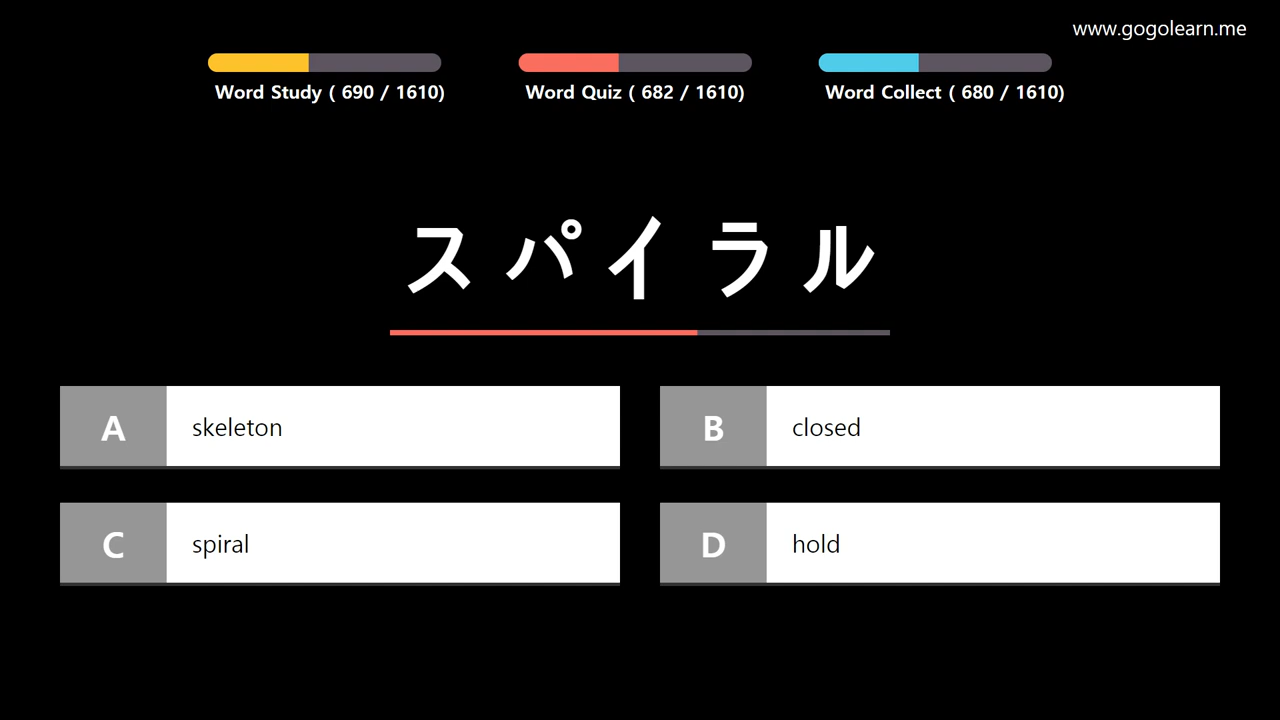 www.gogolearn.me
Word Study ( 690 / 1610)
Word Quiz ( 682 / 1610)
Word Collect ( 680 / 1610)
スパイラル
A skeleton
B closed
C spiral
D hold